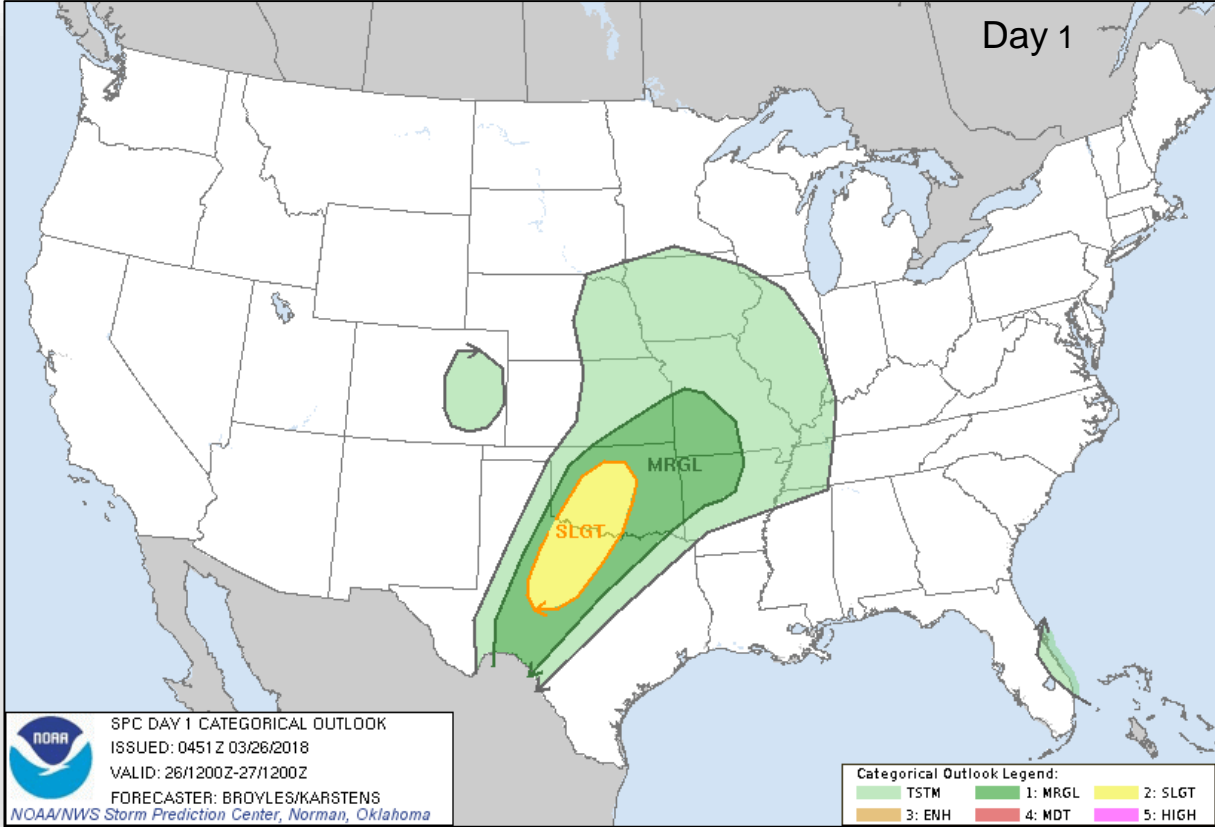 Day 1
MRGL
SLGT
NOAA
SPC DAY 1 CATEGORICAL OUTLOOK
ISSUED: 0451Z 03/26/2018
VALID: 26/1200Z-27/1200Z
FORECASTER: BROYLES/KARSTENS
NOAA/NWS Storm Prediction Center, Norman, Oklahoma
Categorical Outlook Legend:
TSTM 1: MRGL 2: SLGT
3: ENH 4: MDT 5: HIGH